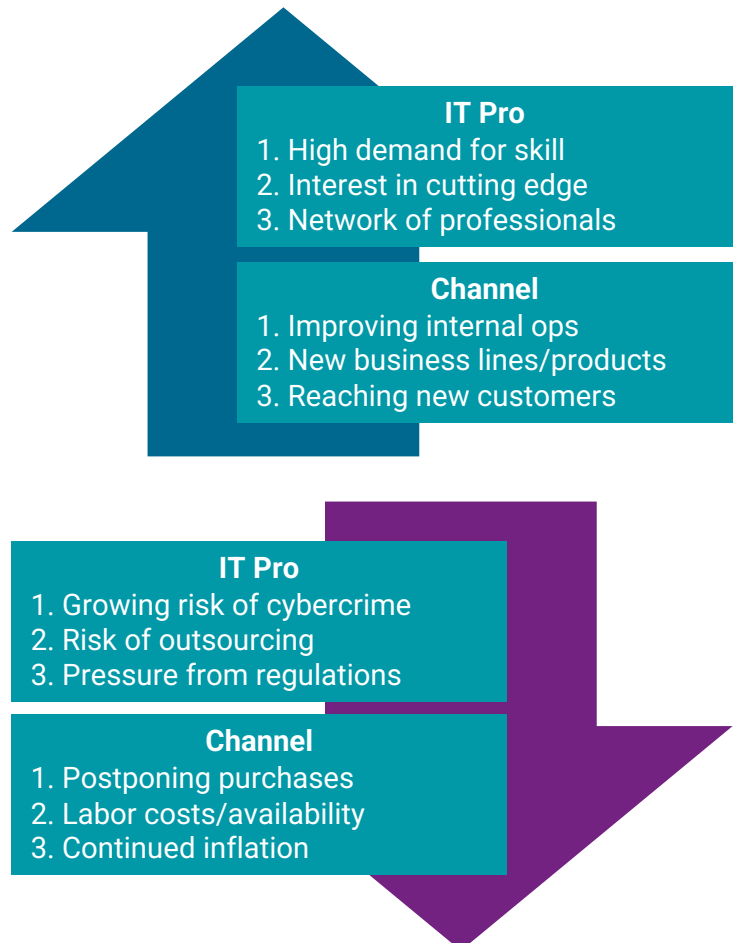 IT Pro
1. High demand for skill
2. Interest in cutting edge
3. Network of professionals
Channel
1. Improving internal ops
2. New business lines/products
3. Reaching new customers
IT Pro
1. Growing risk of cybercrime
2. Risk of outsourcing
3. Pressure from regulations
Channel
1. Postponing purchases
2. Labor costs/availability
3. Continued inflation